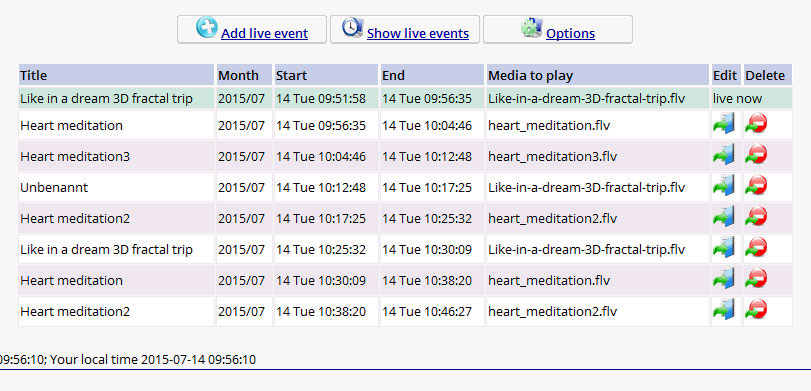 Add live event Show live events Options
Title Month Start End Media to play Edit Delete
Like in a dream 3D fractal trip 2015/07 14 Tue 09:51:58 14 Tue 09:56:35 Like-in-a-dream-3D-fractal-trip.flv live now
Heart meditation 2015/07 14 Tue 09:56:35 14 Tue 10:04:46 heart_meditation.flv
Heart meditation3 2015/07 14 Tue 10:04:46 14 Tue 10:12:48 heart_meditation3.flv
Unbenannt 2015/07 14 Tue 10:12:48 14 Tue 10:17:25 Like-in-a-dream-3D-fractal-trip.flv
Heart meditation2 2015/07 14 Tue 10:17:25 14 Tue 10:25:32 heart_meditation2.flv
Like in a dream 3D fractal trip 2015/07 14 Tue 10:25:32 14 Tue 10:30:09 Like-in-a-dream-3D-fractal-trip.flv
Heart meditation 2015/07 14 Tue 10:30:09 14 Tue 10:38:20 heart_meditation.flv
Heart meditation2 2015/07 14 Tue 10:38:20 14 Tue 10:46:27 heart_meditation2.flv
09:56:10; Your local time 2015-07-14 09:56:10